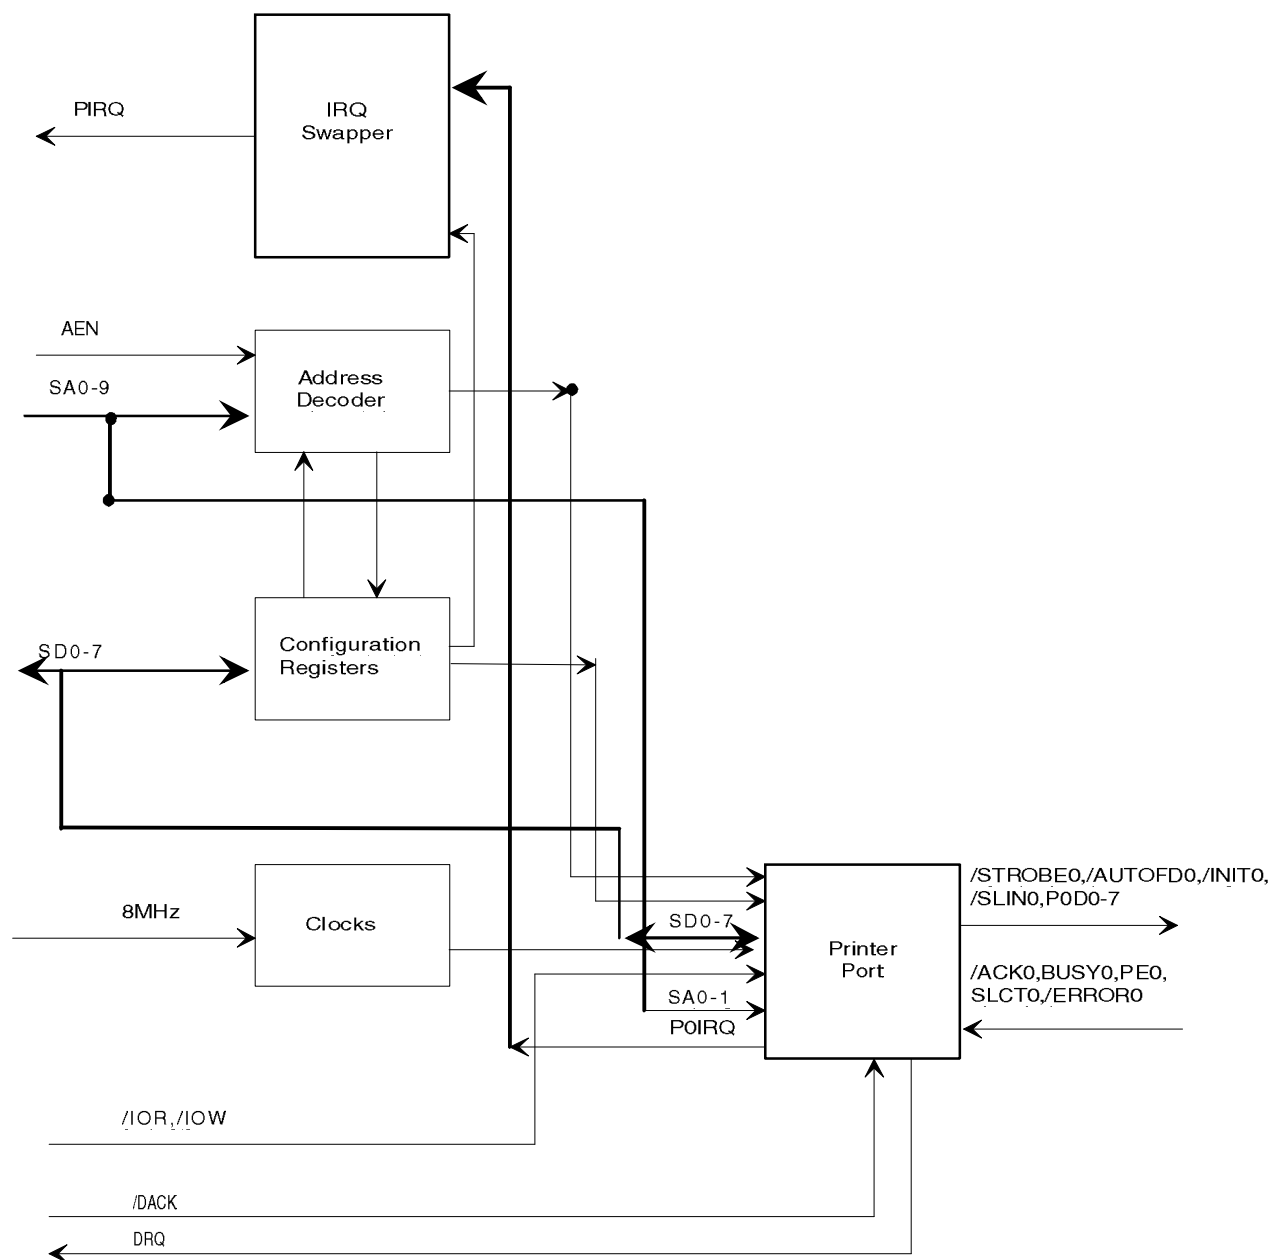 PIRQ
IRQ
Swapper
AEN
SA0-9
Address
Decoder
SD0-7
Configuration
Registers
8MHz
Clocks
SD0-7
SA0-1
P0IRQ
Printer
Port
/STROBE0,/AUTOFD0,/INIT0,
/SLIN0,P0D0-7
/ACK0,BUSY0,PE0,
SLCT0,/ERROR0
/IOR,/IOW
/DACK
DRQ